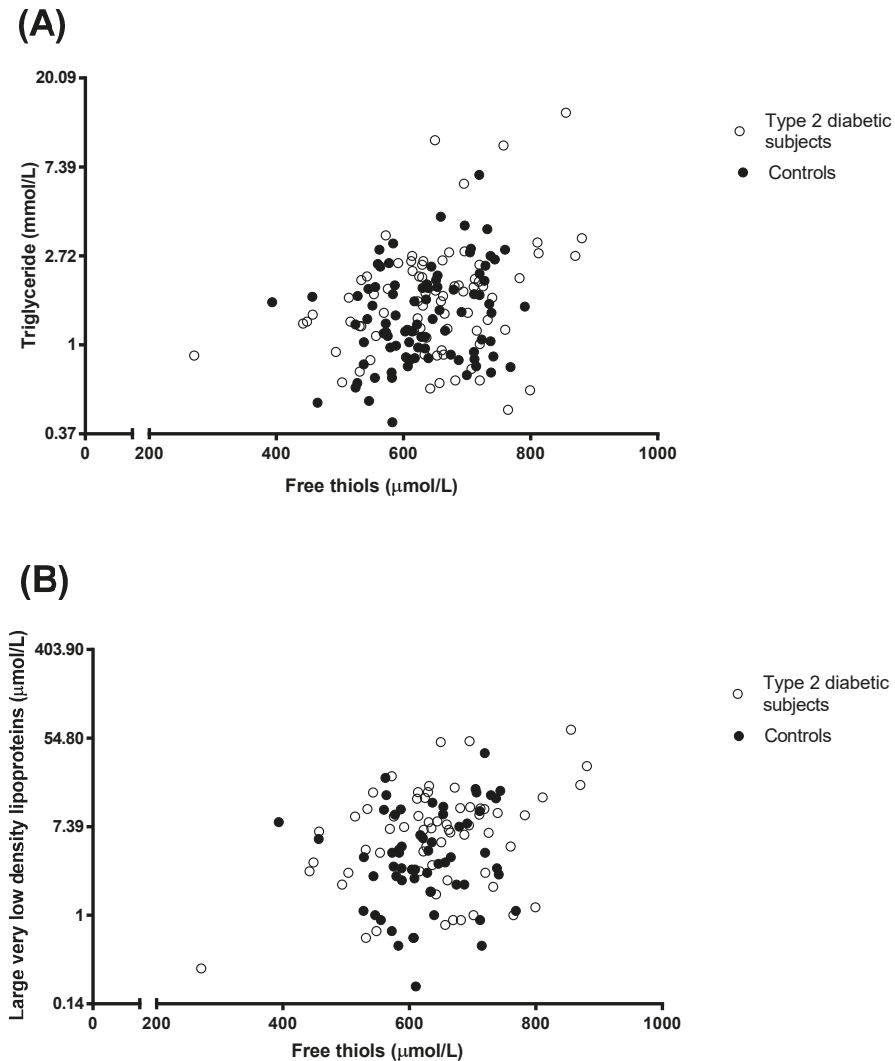 (A)
20.09
7.39
2.72
1
0.37
Triglyceride (mmol/L)
0
200
400
600
800
1000
Free thiols (μmol/L)
Type 2 diabetic
subjects
Controls
(B)
403.90
54.80
7.39
1
0.14
Large very low density lipoproteins (μmol/L)
0
200
400
600
800
1000
Free thiols (μmol/L)
Type 2 diabetic
subjects
Controls